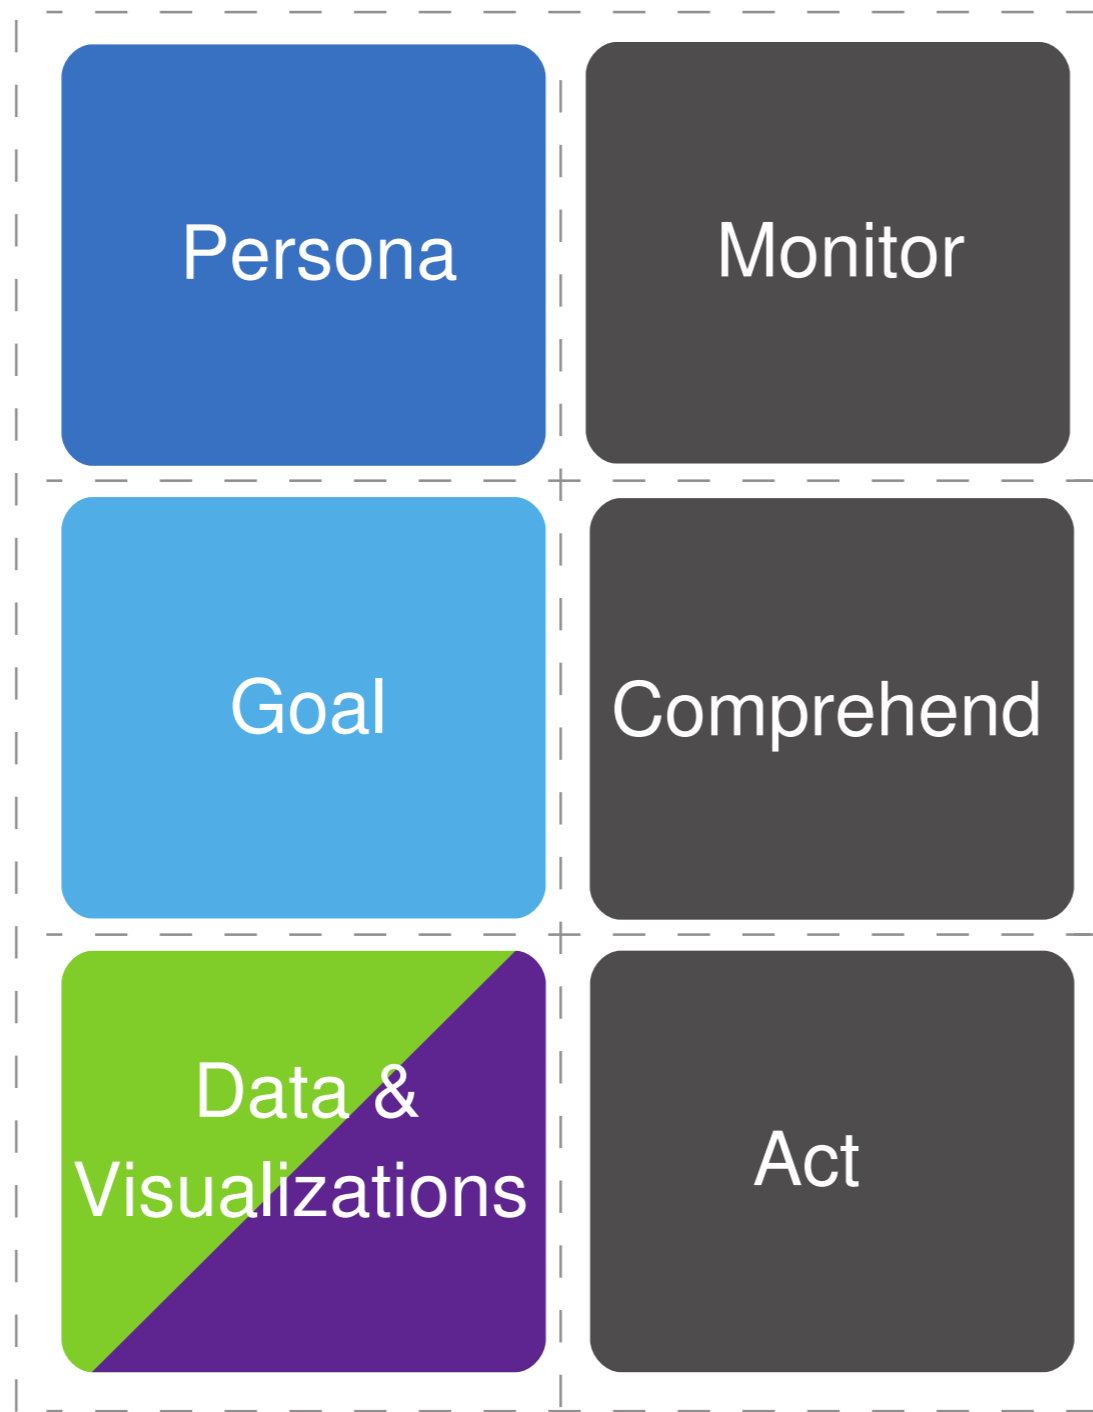 Persona
Monitor
Goal
Comprehend
Data &
Visualizations
Act